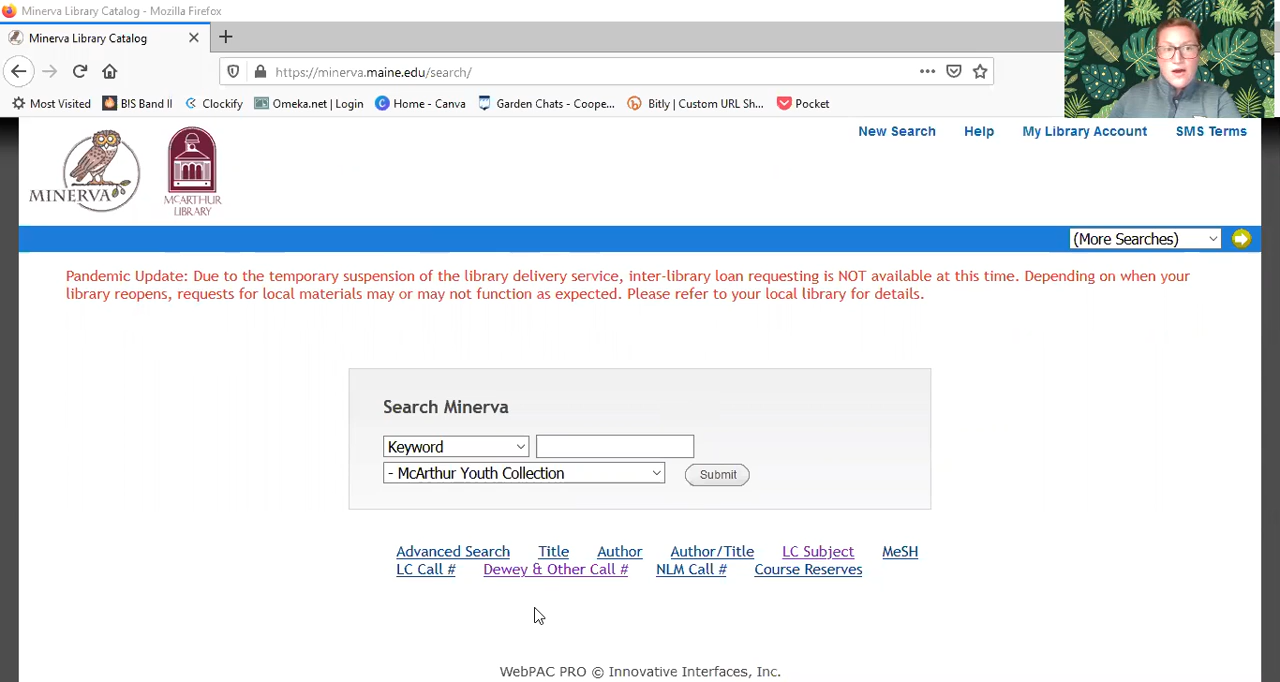 Minerva Library Catalog - Mozilla Firefox
Minerva Library Catalog
https://minerva.maine.edu/search/
Most Visited BIS Band II Clockify Omeka.net | Login Home - Canva Garden Chats - Coope... Bitly | Custom URL Sh... Pocket
New Search Help My Library Account SMS Terms
MINERVA
MCARTHUR
LIBRARY
(More Searches)
Pandemic Update: Due to the temporary suspension of the library delivery service, inter-library loan requesting is NOT available at this time. Depending on when your
library reopens, requests for local materials may or may not function as expected. Please refer to your local library for details.
Search Minerva
Keyword
- McArthur Youth Collection Submit
Advanced Search Title Author Author/Title LC Subject MeSH
LC Call # Dewey & Other Call # NLM Call # Course Reserves
WebPAC PRO © Innovative Interfaces, Inc.